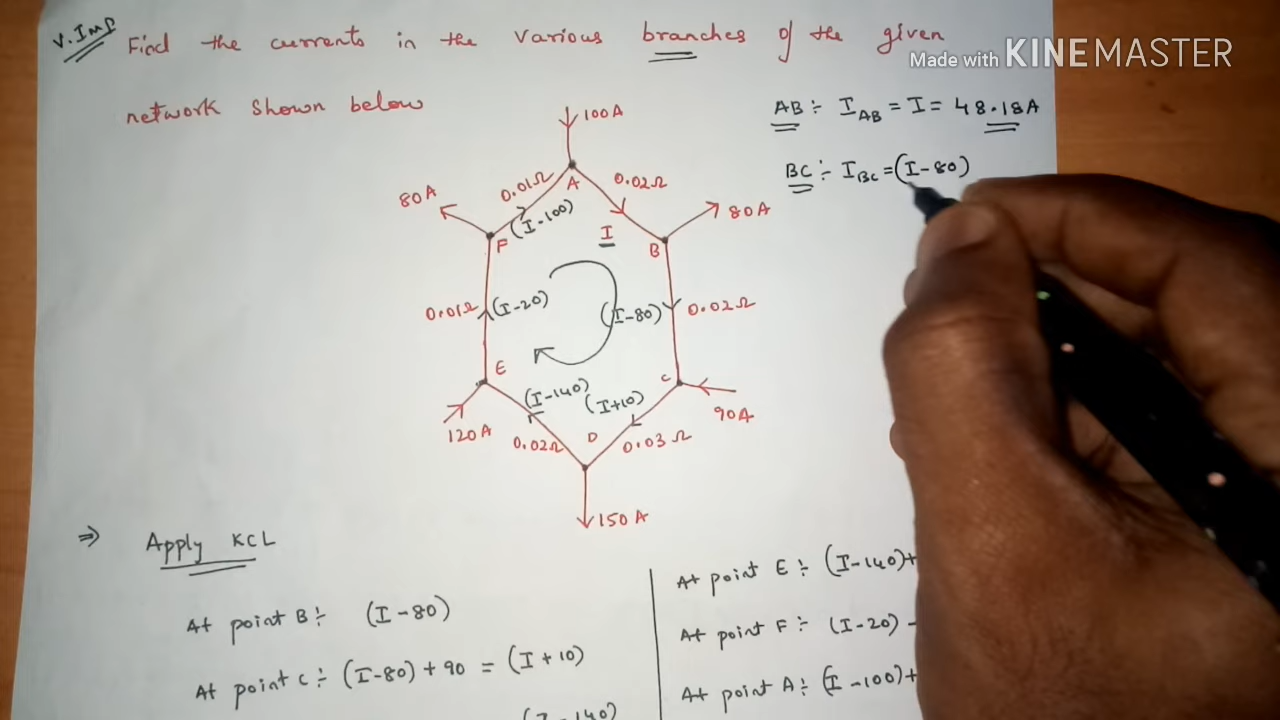 V. Imp
Find the currents in the various branches of the given
network shown below
Made with KINEMASTER
AB :- I_AB = I = 48.18A
BC :- I_BC = (I-80)
100A
0.01Ω
A
0.02Ω
80A
F
(I-100)
I
B
80A
0.01Ω
(I-20)
(I-80)
0.02Ω
E
C
(I-140)
(I+10)
90A
120A
0.02Ω
D
0.03Ω
150A
⇒ Apply KCL
At point B :- (I-80)
At point C :- (I-80) + 90 = (I+10)
(I-140)
At point E :- (I-140)+
At point F :- (I-20) -
At point A :- (I-100)+